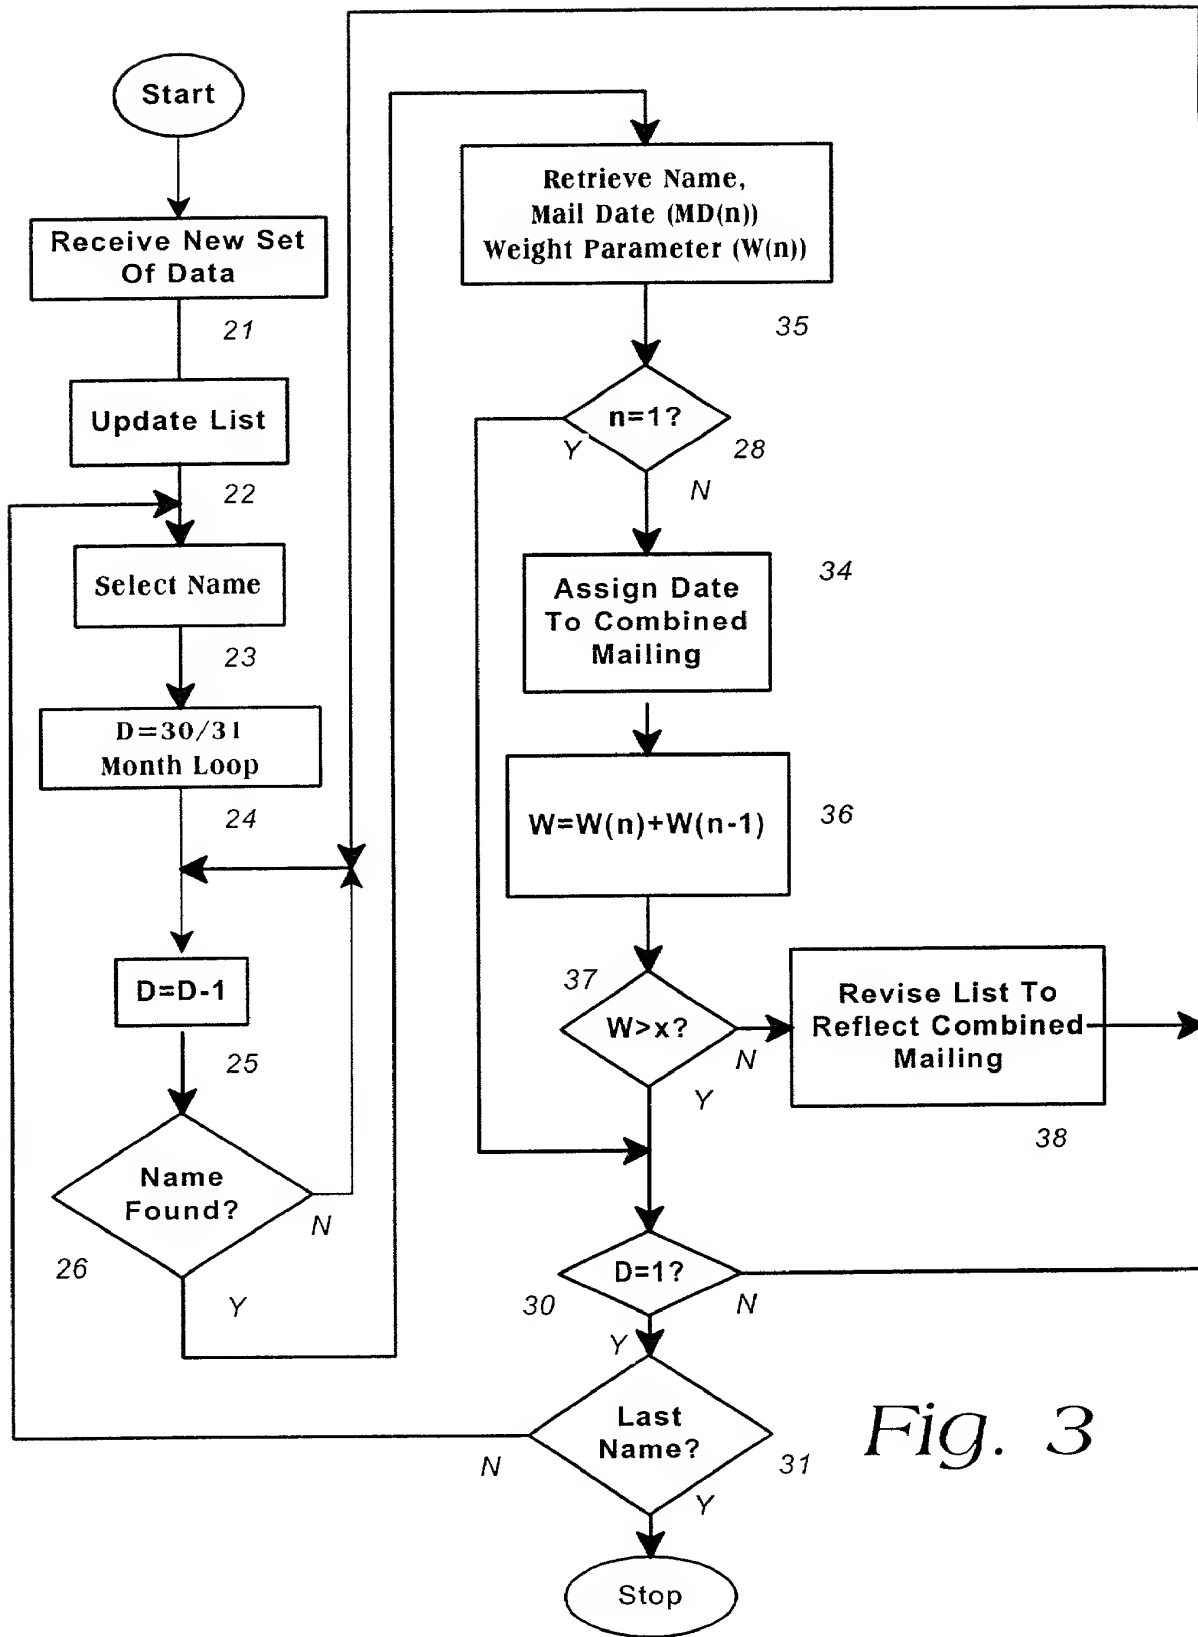 Start
Receive New Set
Of Data
21
Update List
22
Select Name
23
D=30/31
Month Loop
24
D=D-1
25
Name
Found?
N
26
Y
Retrieve Name,
Mail Date (MD(n))
Weight Parameter (W(n))
35
n=1?
Y
28
N
34
Assign Date
To Combined
Mailing
W=W(n)+W(n-1)
36
37
W>x?
N
Y
Revise List To
Reflect Combined
Mailing
38
D=1?
30
N
Y
Last
Name?
N
31
Y
Stop
Fig. 3